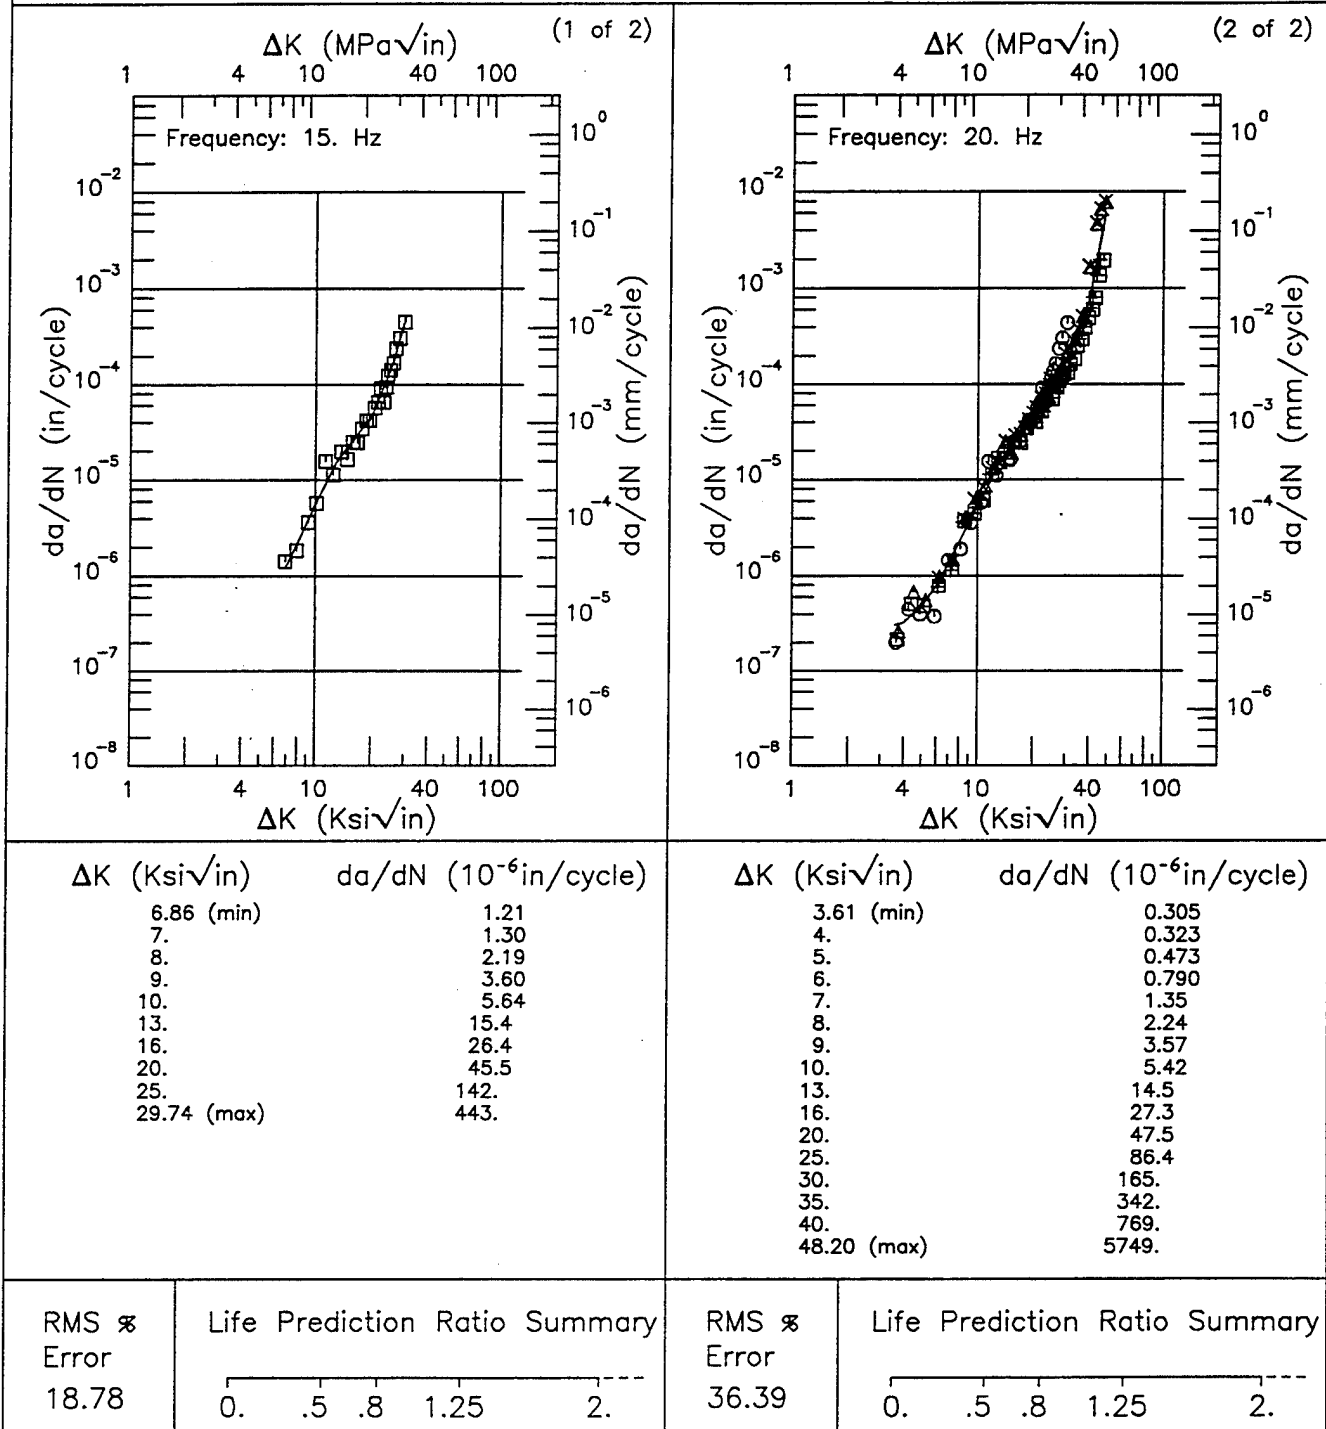 (1 of 2)
ΔK (MPa√in)
1 4 10 40 100
Frequency: 15. Hz
10⁰
10⁻¹
10⁻²
10⁻³
10⁻⁴
10⁻⁵
10⁻⁶
da/dN (mm/cycle)
10⁻²
10⁻³
10⁻⁴
10⁻⁵
10⁻⁶
10⁻⁷
10⁻⁸
da/dN (in/cycle)
1 4 10 40 100
ΔK (Ksi√in)
ΔK (Ksi√in) da/dN (10⁻⁶in/cycle)
6.86 (min) 1.21
7. 1.30
8. 2.19
9. 3.60
10. 5.64
13. 15.4
16. 26.4
20. 45.5
25. 142.
29.74 (max) 443.
RMS %
Error
18.78
Life Prediction Ratio Summary
0. .5 .8 1.25 2.
(2 of 2)
ΔK (MPa√in)
1 4 10 40 100
Frequency: 20. Hz
10⁰
10⁻¹
10⁻²
10⁻³
10⁻⁴
10⁻⁵
10⁻⁶
da/dN (mm/cycle)
10⁻²
10⁻³
10⁻⁴
10⁻⁵
10⁻⁶
10⁻⁷
10⁻⁸
da/dN (in/cycle)
1 4 10 40 100
ΔK (Ksi√in)
ΔK (Ksi√in) da/dN (10⁻⁶in/cycle)
3.61 (min) 0.305
4. 0.323
5. 0.473
6. 0.790
7. 1.35
8. 2.24
9. 3.57
10. 5.42
13. 14.5
16. 27.3
20. 47.5
25. 86.4
30. 165.
35. 342.
40. 769.
48.20 (max) 5749.
RMS %
Error
36.39
Life Prediction Ratio Summary
0. .5 .8 1.25 2.